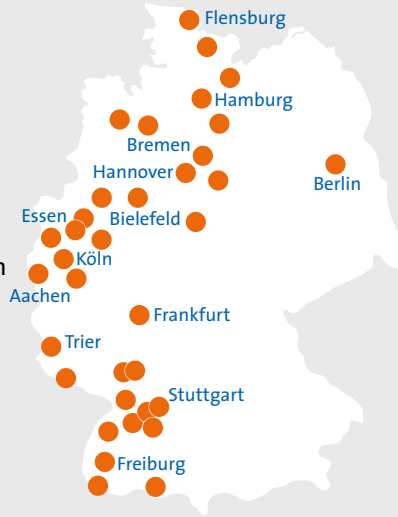 Flensburg
Hamburg
Bremen
Hannover
Berlin
Essen
Bielefeld
Köln
n
Aachen
Frankfurt
Trier
Stuttgart
Freiburg